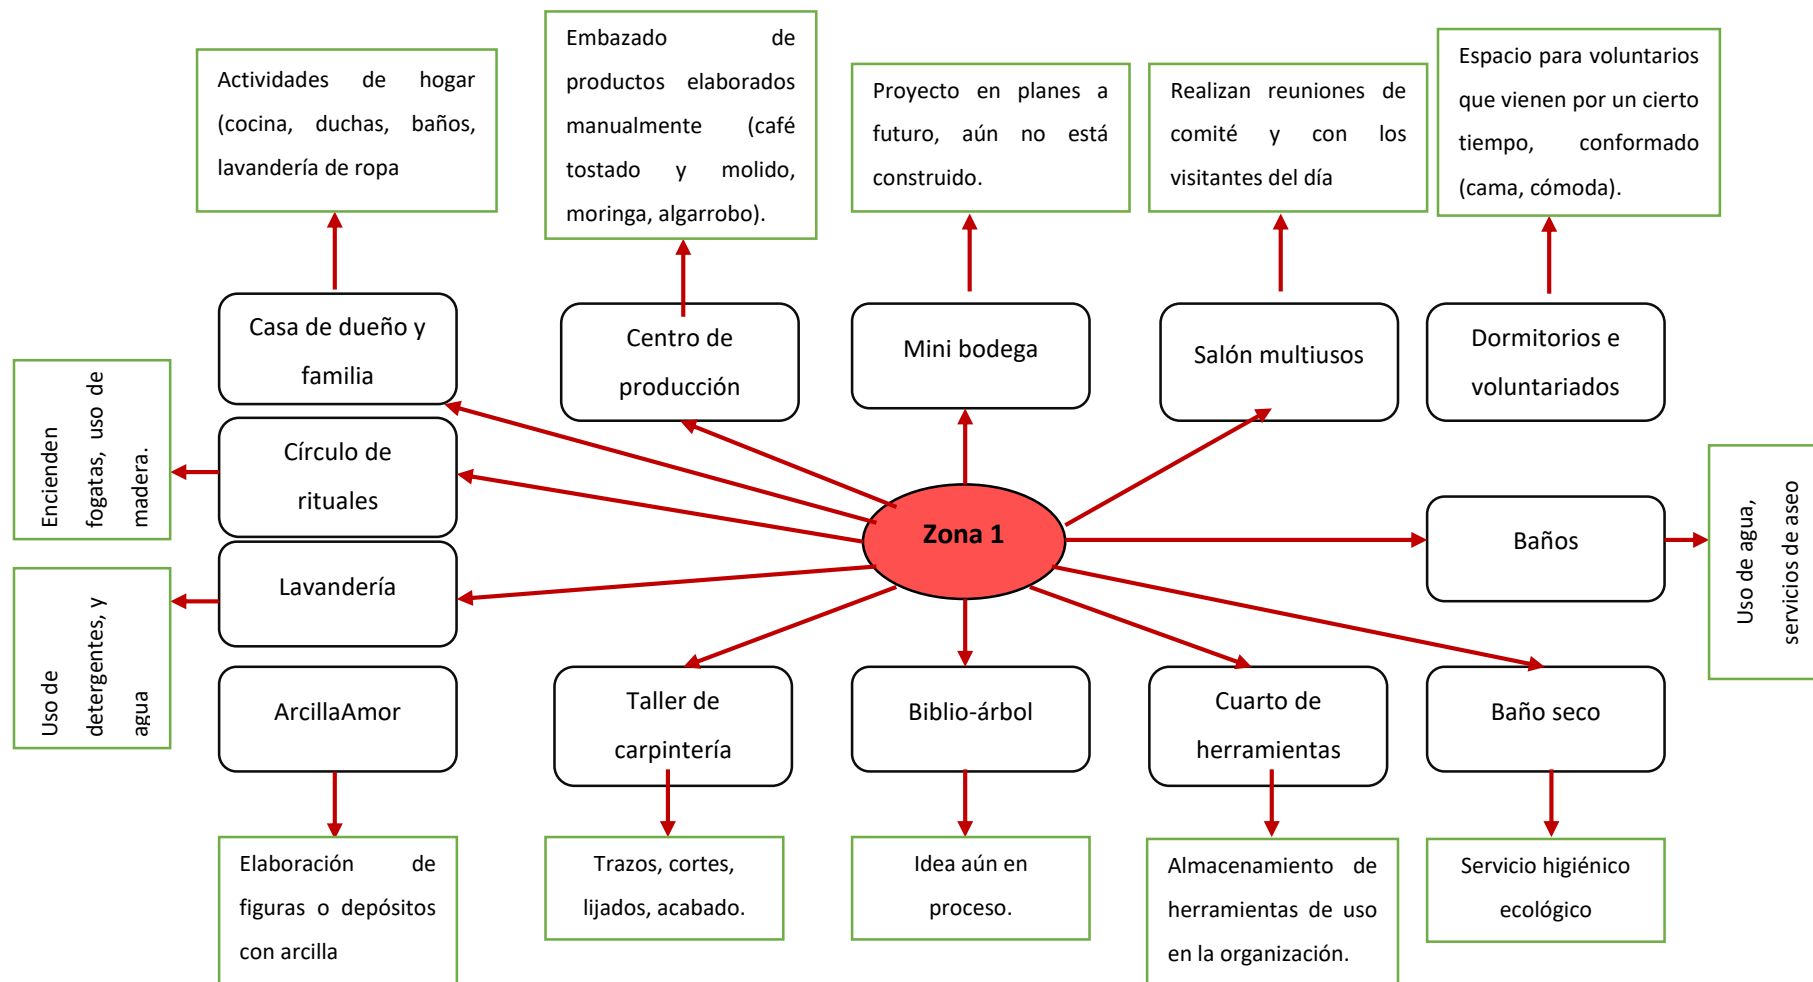 Actividades de hogar
(cocina, duchas, baños,
lavandería de ropa
Embazado de
productos elaborados
manualmente (café
tostado y molido,
moringa, algarrobo).
Proyecto en planes a
futuro, aún no está
construido.
Realizan reuniones de
comité y con los
visitantes del día
Espacio para voluntarios
que vienen por un cierto
tiempo, conformado
(cama, cómoda).
Casa de dueño y
familia
Centro de
producción
Mini bodega
Salón multiusos
Dormitorios e
voluntariados
Encienden
fogatas, uso de
madera.
Círculo de
rituales
Zona 1
Baños
Uso de agua,
servicios de aseo
Uso de
detergentes, y
agua
Lavandería
ArcillaAmor
Taller de
carpintería
Biblio-árbol
Cuarto de
herramientas
Baño seco
Elaboración de
figuras o depósitos
con arcilla
Trazos, cortes,
lijados, acabado.
Idea aún en
proceso.
Almacenamiento de
herramientas de uso
en la organización.
Servicio higiénico
ecológico